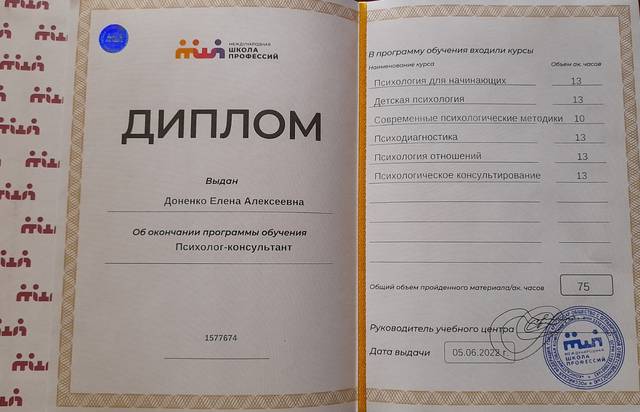 МЕЖДУНАРОДНАЯ
ШКОЛА
ПРОФЕССИЙ
ДИПЛОМ
Выдан
Доненко Елена Алексеевна
Об окончании программы обучения
Психолог-консультант
1577674
В программу обучения входили курсы
Наименование курса Объем ак. часов
Психология для начинающих 13
Детская психология 13
Современные психологические методики 10
Психодиагностика 13
Психология отношений 13
Психологическое консультирование 13
Общий объем пройденного материала/ак. часов 75
Руководитель учебного центра
Дата выдачи 05.06.2022 г.
МЕЖДУНАРОДНАЯ
ШКОЛА
ПРОФЕССИЙ